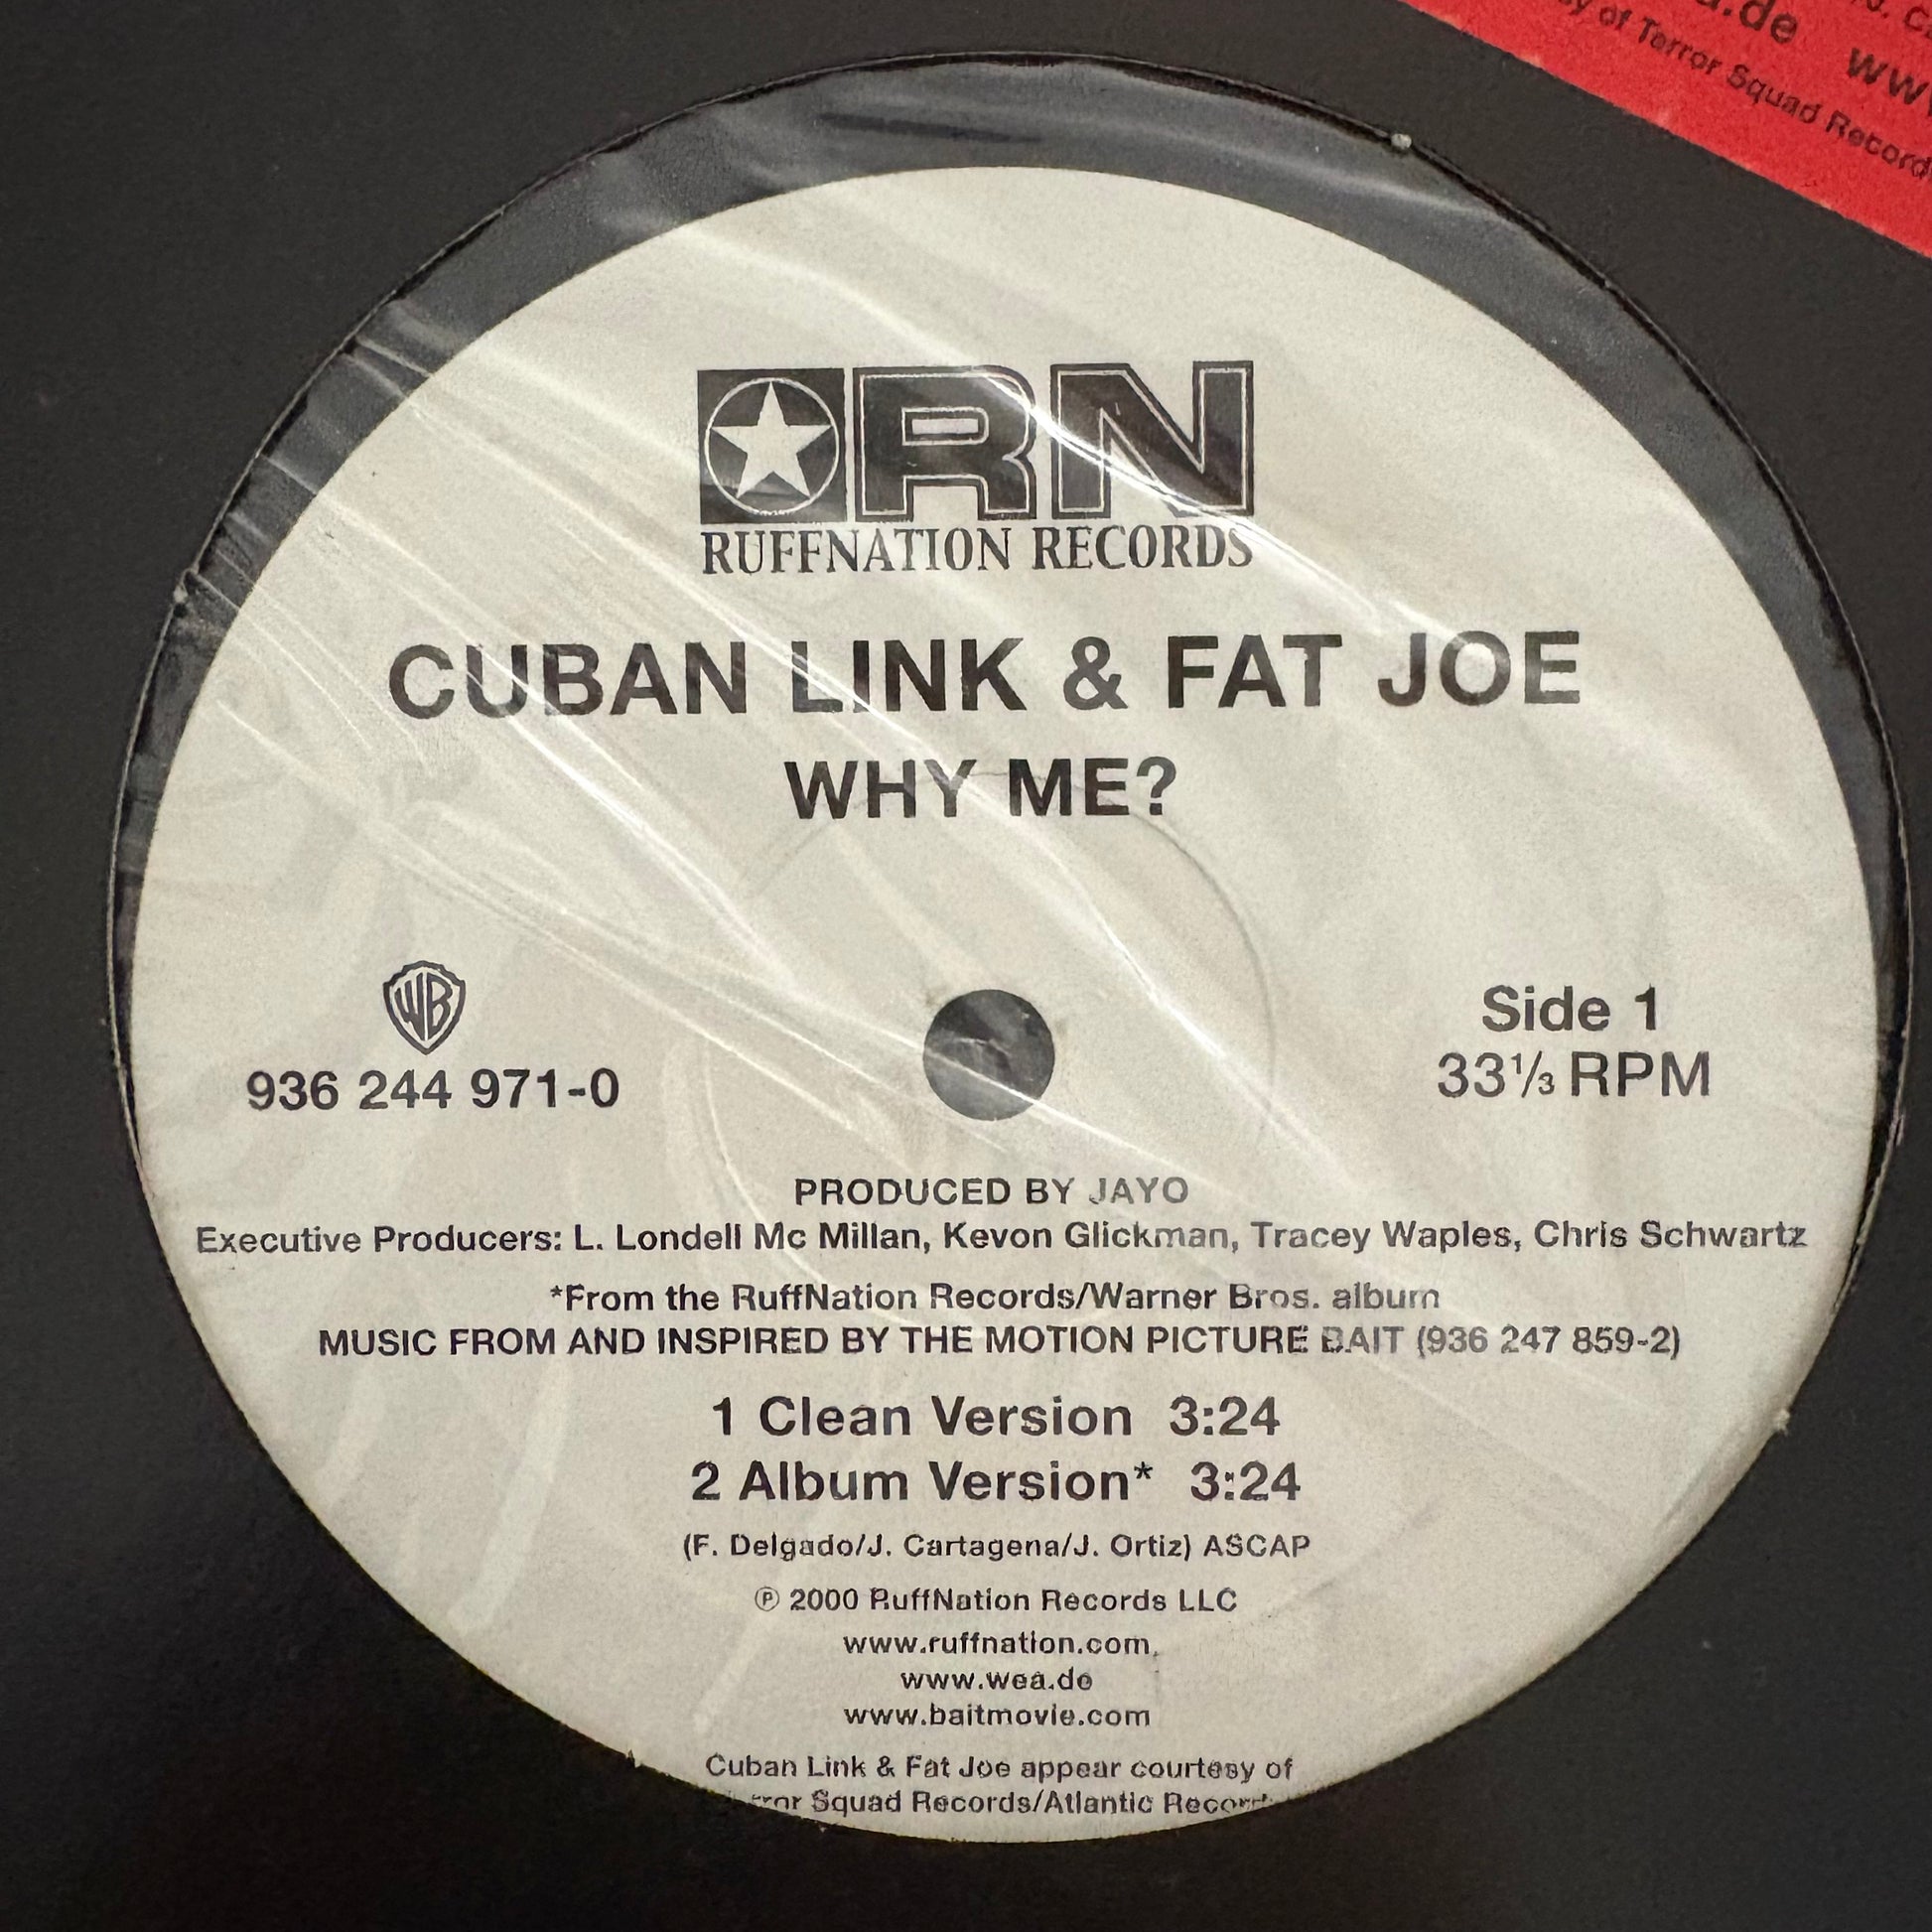 a.de www
y of Terror Squad Records
RN
RUFFNATION RECORDS
CUBAN LINK & FAT JOE
WHY ME?
WB
936 244 971-0
Side 1
33⅓ RPM
PRODUCED BY JAYO
Executive Producers: L. Londell Mc Millan, Kevon Glickman, Tracey Waples, Chris Schwartz
*From the RuffNation Records/Warner Bros. album
MUSIC FROM AND INSPIRED BY THE MOTION PICTURE BAIT (936 247 859-2)
1 Clean Version 3:24
2 Album Version* 3:24
(F. Delgado/J. Cartagena/J. Ortiz) ASCAP
℗ 2000 RuffNation Records LLC
www.ruffnation.com
www.wea.de
www.baitmovie.com
Cuban Link & Fat Joe appear courtesy of
Squad Records/Atlantic